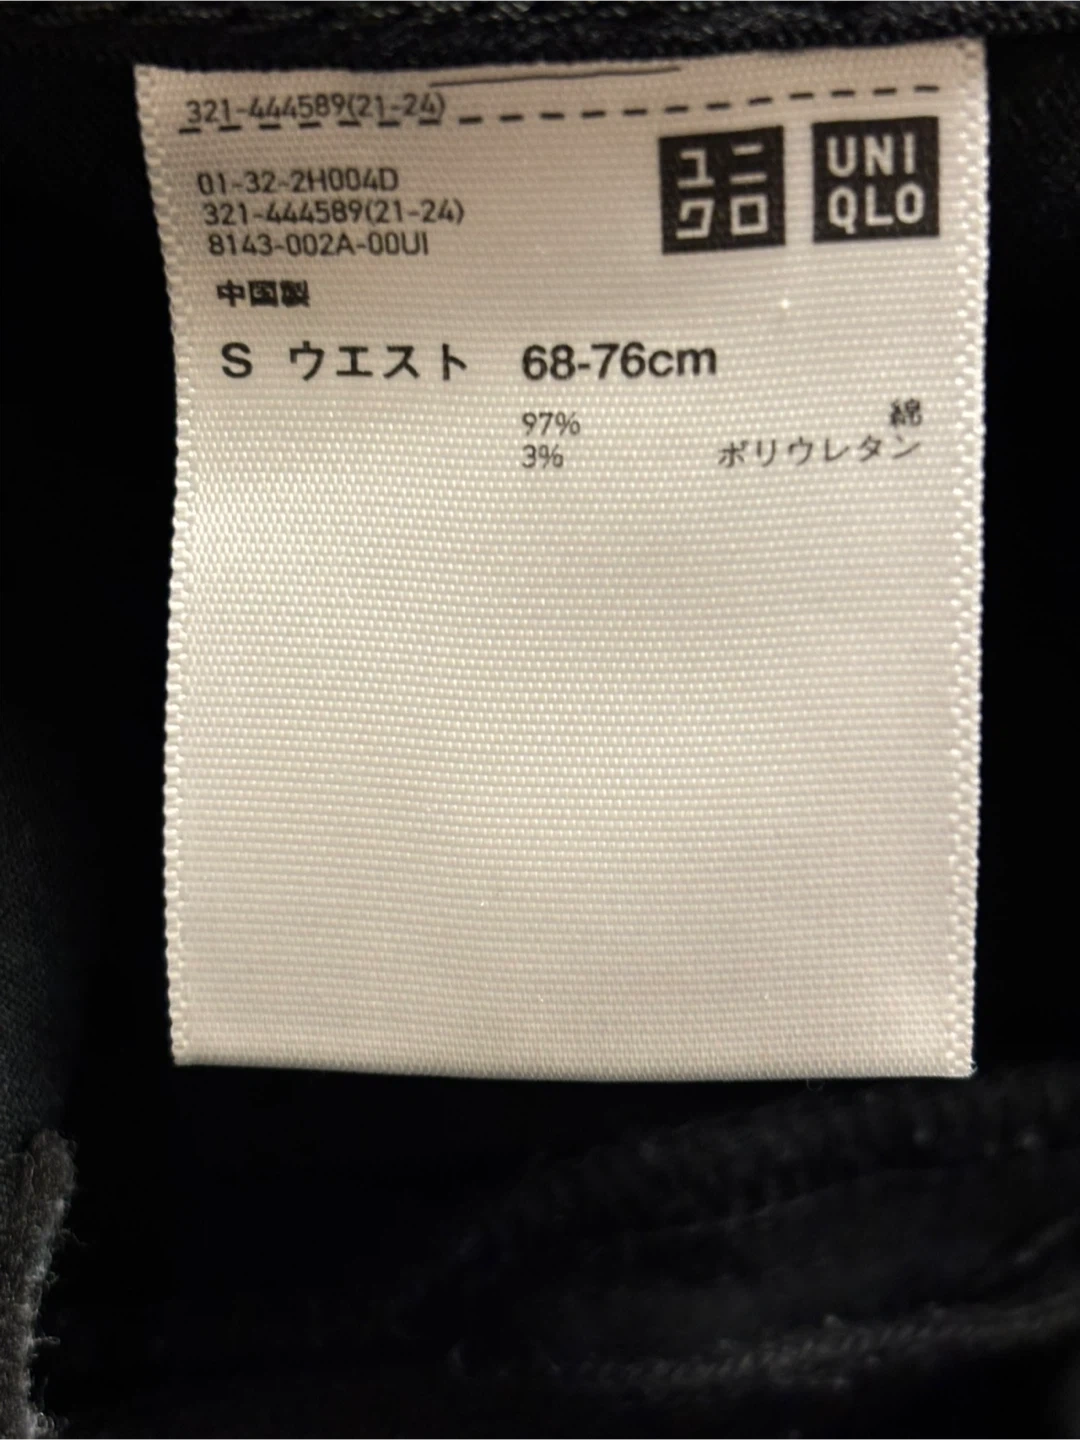 321-444589(21-24)
01-32-2H004D
321-444589(21-24)
8143-002A-00UI
中国製
ユニ
クロ
UNI
QLO
S ウエスト 68-76cm
97% 綿
3% ポリウレタン